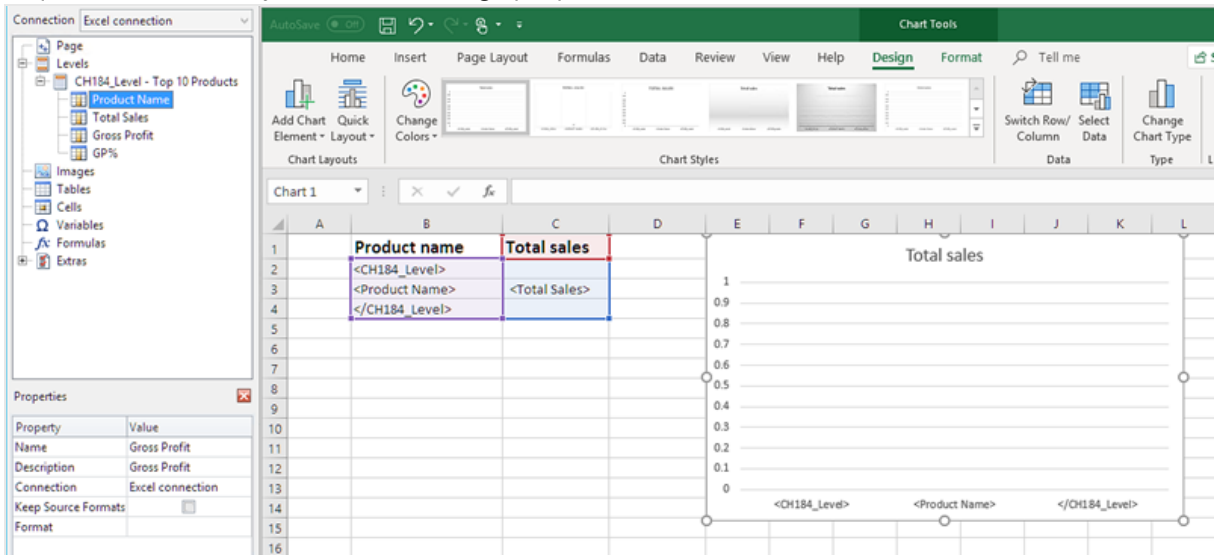 Connection Excel connection
Page
Levels
CH184_Level - Top 10 Products
Product Name
Total Sales
Gross Profit
GP%
Images
Tables
Cells
Variables
Formulas
Extras
Properties
Property Value
Name Gross Profit
Description Gross Profit
Connection Excel connection
Keep Source Formats
Format
AutoSave Off Chart Tools
Home Insert Page Layout Formulas Data Review View Help Design Format Tell me
Add Chart Element Quick Layout Change Colors Switch Row/ Column Select Data Change Chart Type
Chart Layouts Chart Styles Data Type
Chart 1 fx
A B C D E F G H I J K L
1 Product name Total sales
2 <CH184_Level>
3 <Product Name> <Total Sales>
4 </CH184_Level>
5
6
7
8
9
10
11
12
13
14
15
16
Total sales
1
0.9
0.8
0.7
0.6
0.5
0.4
0.3
0.2
0.1
0
<CH184_Level> <Product Name> </CH184_Level>